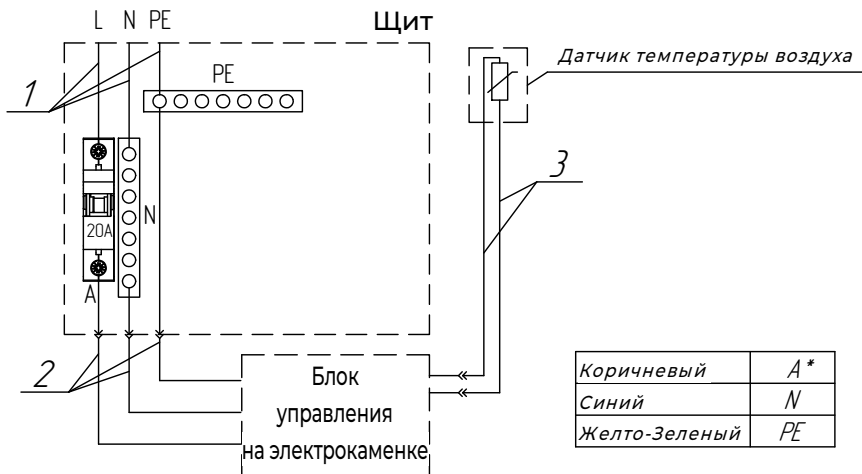 L N PE
Щит
Датчик температуры воздуха
PE
1
3
N
20A
A
2
Блок
управления
на электрокаменке
Коричневый A*
Синий N
Желто-Зеленый PE